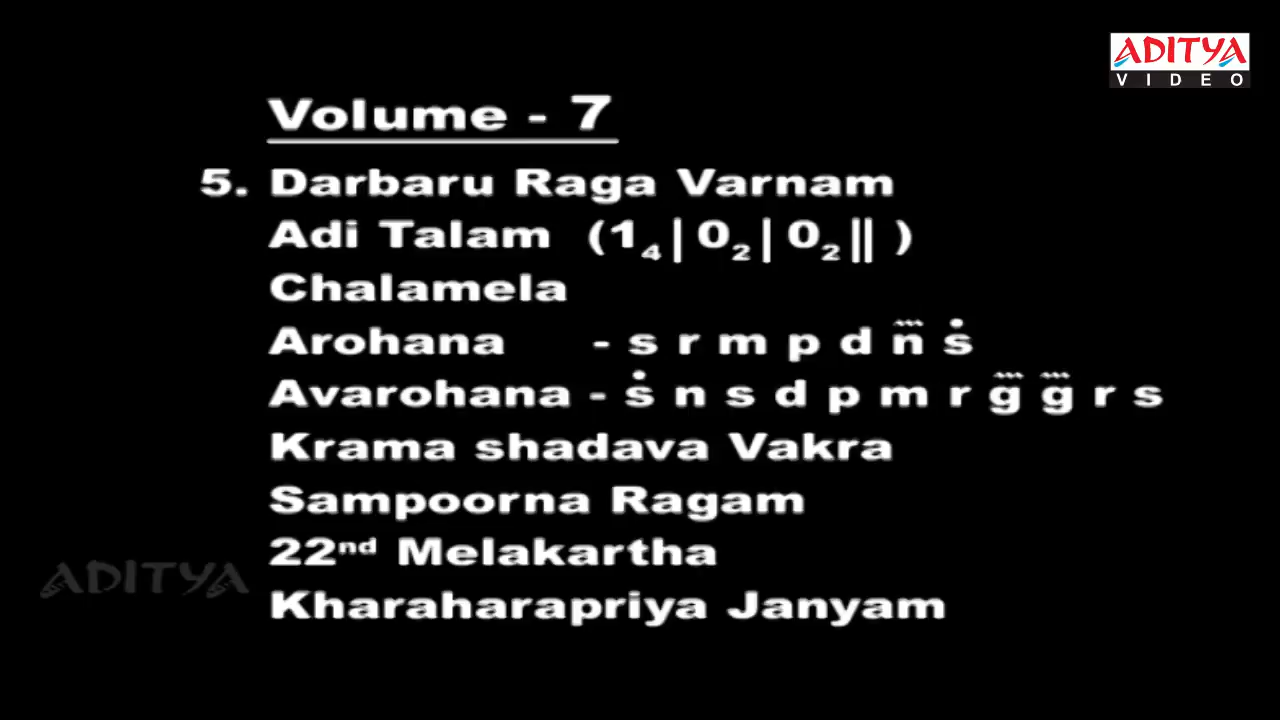 ADITYA
VIDEO
Volume - 7
5. Darbaru Raga Varnam
Adi Talam (1₄|0₂|0₂||)
Chalamela
Arohana - s r m p d ñ ṡ
Avarohana - ṡ n s d p m r g̃ g̃ r s
Krama shadava Vakra
Sampoorna Ragam
22ⁿᵈ Melakartha
Kharaharapriya Janyam
ADITYA